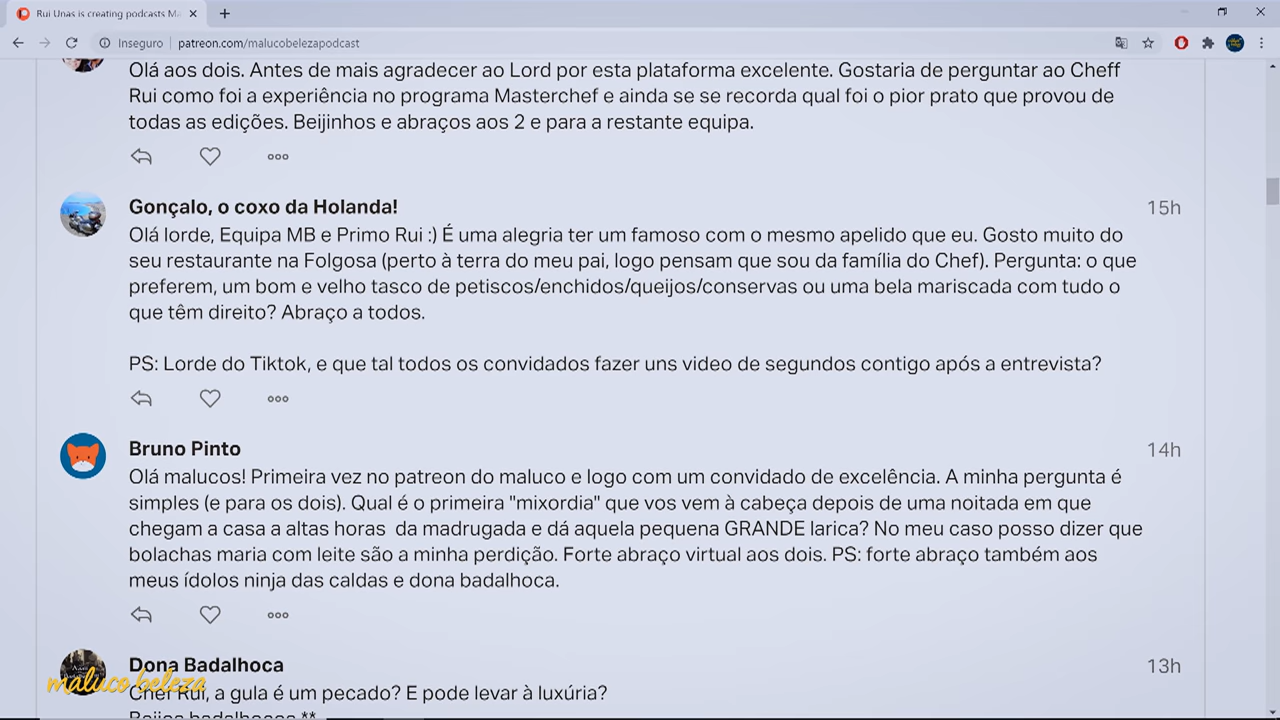 Rui Unas is creating podcasts Ma
Inseguro
patreon.com/malucobelezapodcast
Olá aos dois. Antes de mais agradecer ao Lord por esta plataforma excelente. Gostaria de perguntar ao Cheff
Rui como foi a experiência no programa Masterchef e ainda se se recorda qual foi o pior prato que provou de
todas as edições. Beijinhos e abraços aos 2 e para a restante equipa.
Gonçalo, o coxo da Holanda!
15h
Olá lorde, Equipa MB e Primo Rui :) É uma alegria ter um famoso com o mesmo apelido que eu. Gosto muito do
seu restaurante na Folgosa (perto à terra do meu pai, logo pensam que sou da família do Chef). Pergunta: o que
preferem, um bom e velho tasco de petiscos/enchidos/queijos/conservas ou uma bela mariscada com tudo o
que têm direito? Abraço a todos.
PS: Lorde do Tiktok, e que tal todos os convidados fazer uns video de segundos contigo após a entrevista?
Bruno Pinto
14h
Olá malucos! Primeira vez no patreon do maluco e logo com um convidado de excelência. A minha pergunta é
simples (e para os dois). Qual é o primeira "mixordia" que vos vem à cabeça depois de uma noitada em que
chegam a casa a altas horas  da madrugada e dá aquela pequena GRANDE larica? No meu caso posso dizer que
bolachas maria com leite são a minha perdição. Forte abraço virtual aos dois. PS: forte abraço também aos
meus ídolos ninja das caldas e dona badalhoca.
Dona Badalhoca
13h
maluco beleza
Chef Rui, a gula é um pecado? E pode levar à luxúria?
Beijos badalhocos **